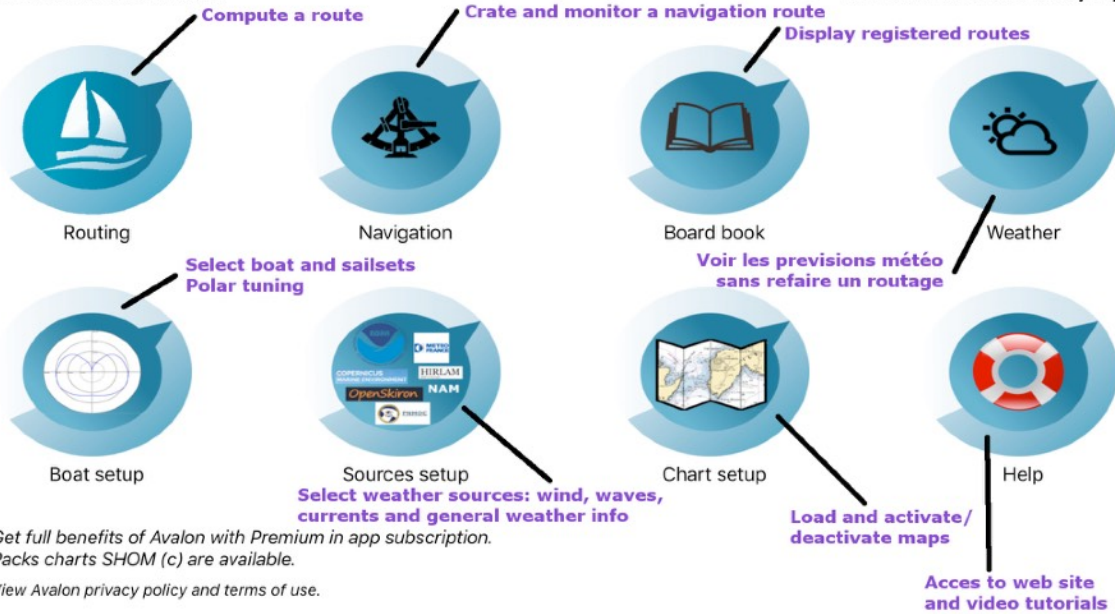 Compute a route
Crate and monitor a navigation route
Display registered routes
Routing
Navigation
Board book
Weather
Select boat and sailsets
Polar tuning
Voir les previsions météo
sans refaire un routage
METEO
FRANCE
COPERNICUS
MARINE ENVIRONMENT
HIRLAM
OpenSkiron
NAM
Boat setup
Sources setup
Chart setup
Help
Select weather sources: wind, waves,
currents and general weather info
Load and activate/
deactivate maps
Get full benefits of Avalon with Premium in app subscription.
Packs charts SHOM (c) are available.
View Avalon privacy policy and terms of use.
Acces to web site
and video tutorials